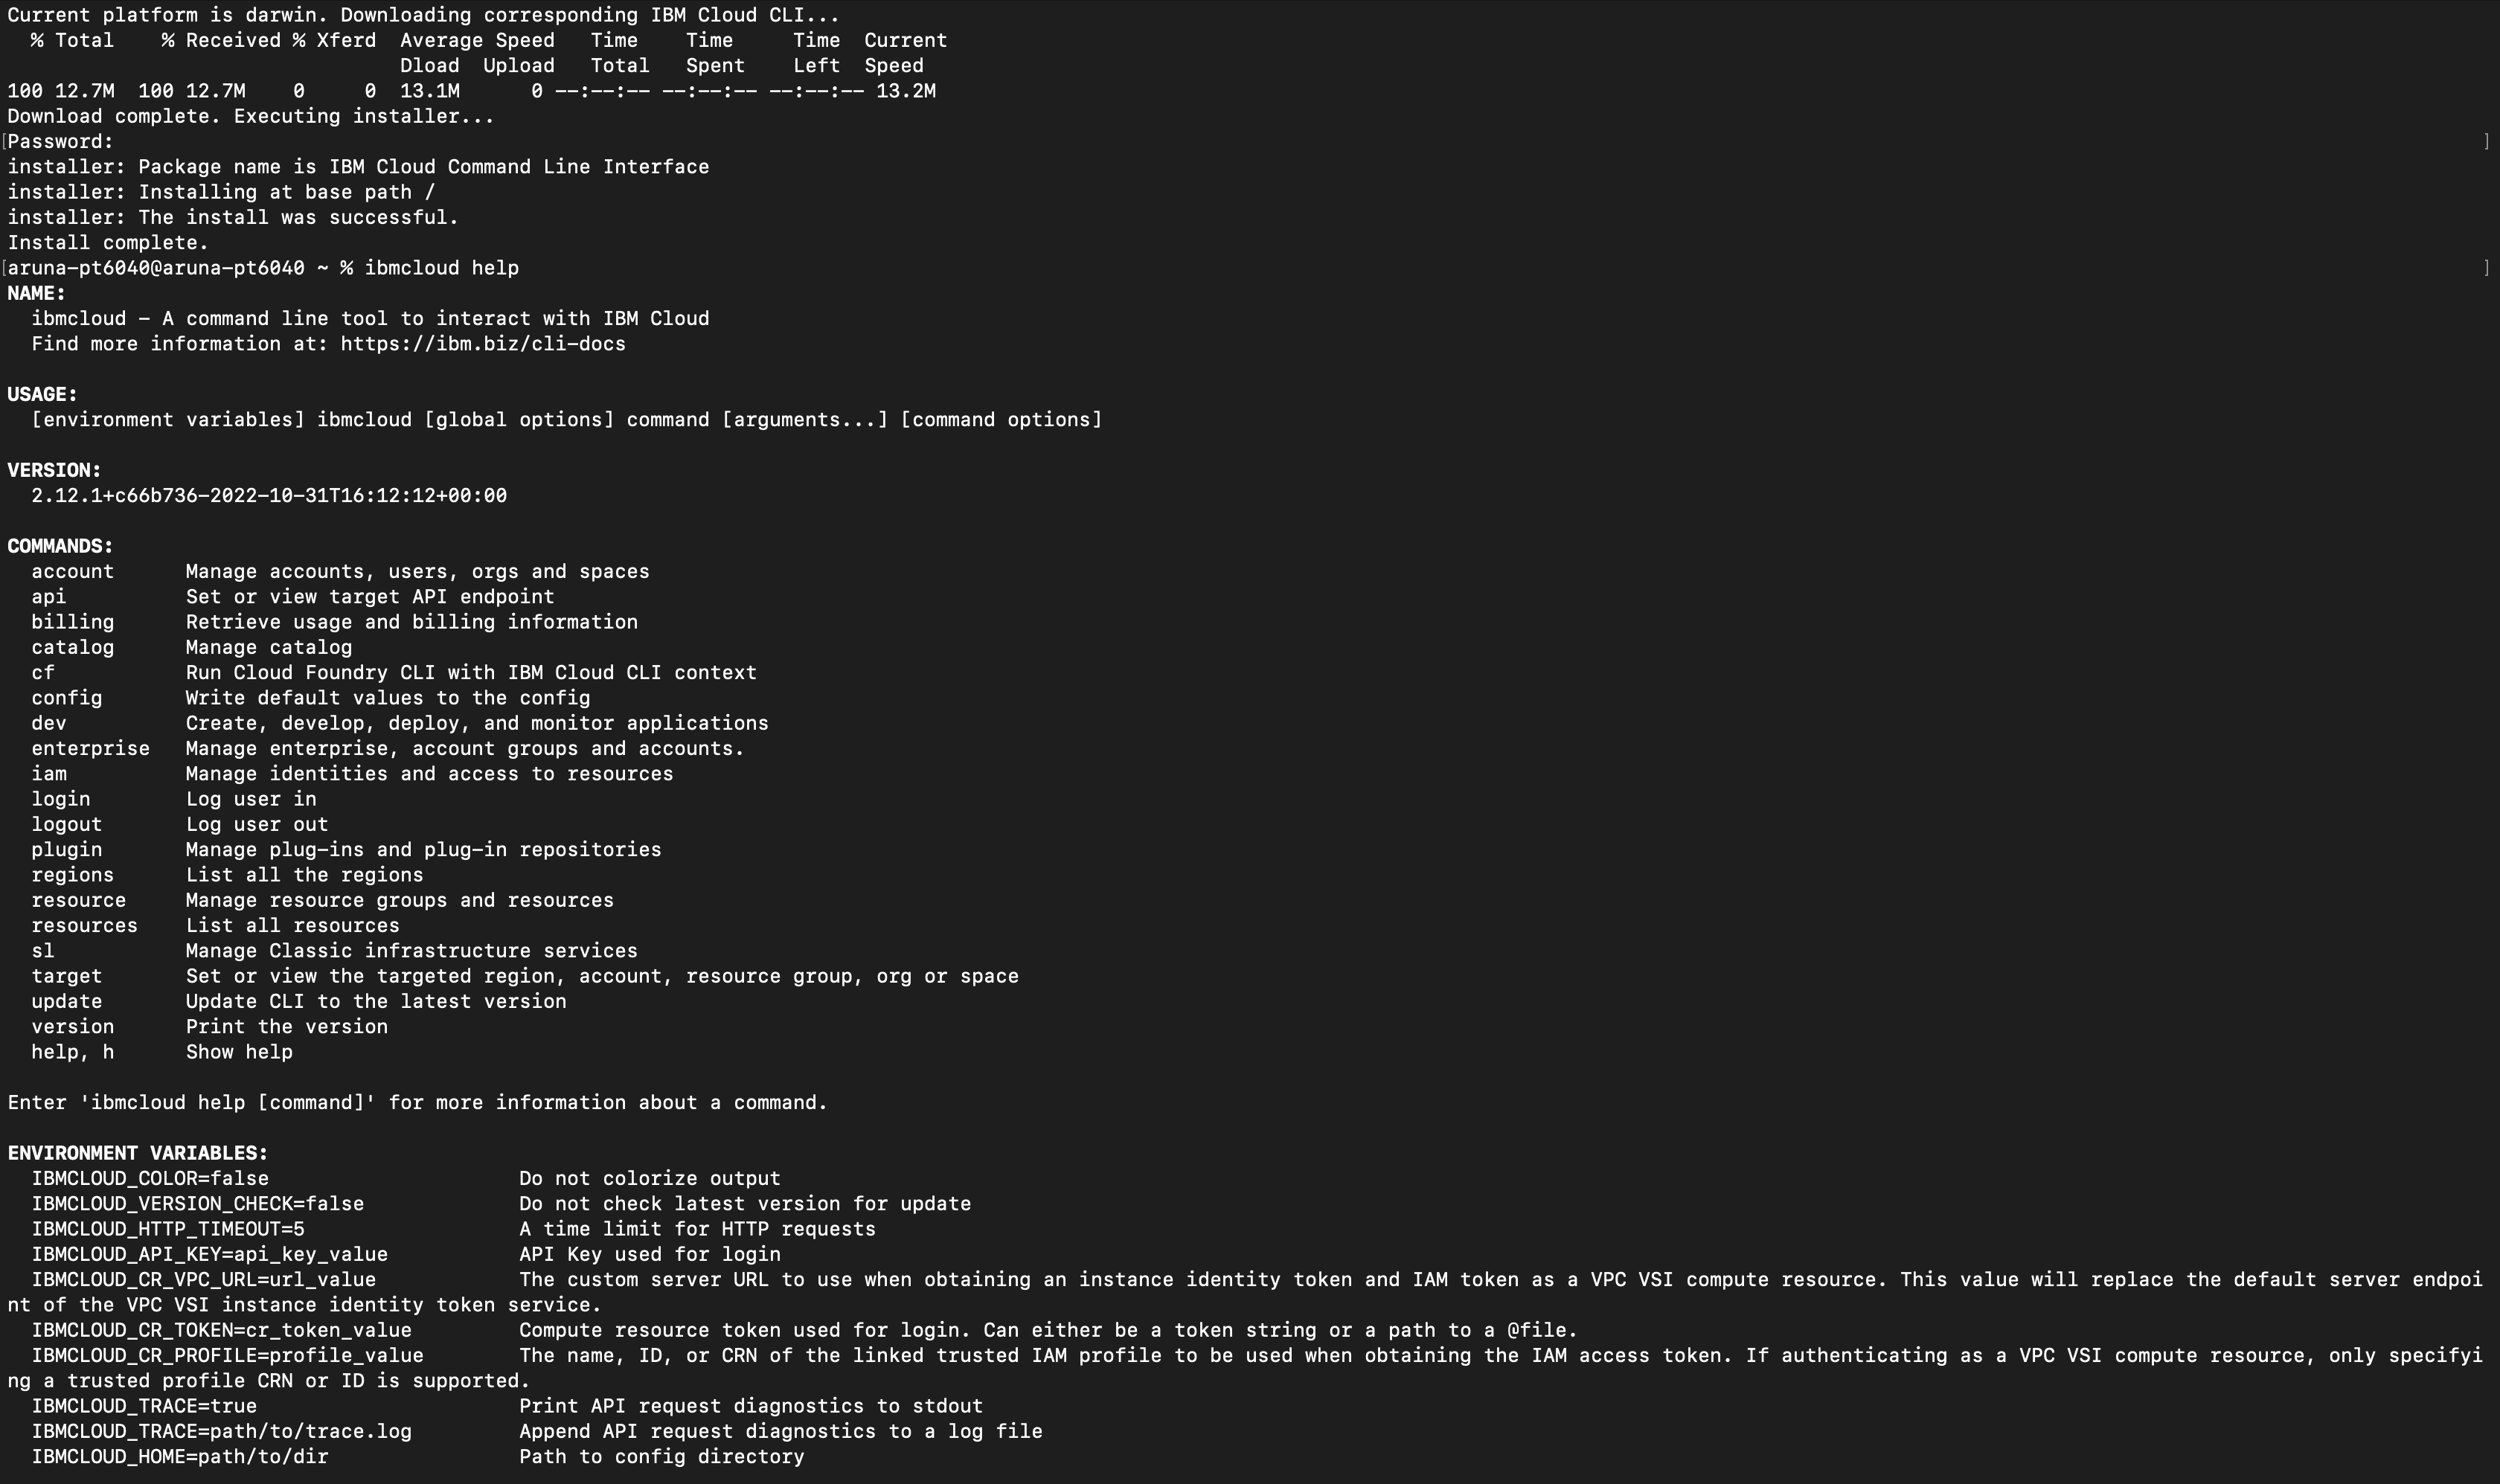 Current platform is darwin. Downloading corresponding IBM Cloud CLI...
  % Total    % Received % Xferd  Average Speed   Time    Time     Time  Current
                                 Dload  Upload   Total   Spent    Left  Speed
100 12.7M  100 12.7M    0     0  13.1M      0 --:--:-- --:--:-- --:--:-- 13.2M
Download complete. Executing installer...
[Password:                                                                                                                                                                                                      ]
installer: Package name is IBM Cloud Command Line Interface
installer: Installing at base path /
installer: The install was successful.
Install complete.
[aruna-pt6040@aruna-pt6040 ~ % ibmcloud help                                                                                                                                                                    ]
NAME:
  ibmcloud - A command line tool to interact with IBM Cloud
  Find more information at: https://ibm.biz/cli-docs

USAGE:
  [environment variables] ibmcloud [global options] command [arguments...] [command options]

VERSION:
  2.12.1+c66b736-2022-10-31T16:12:12+00:00

COMMANDS:
  account      Manage accounts, users, orgs and spaces
  api          Set or view target API endpoint
  billing      Retrieve usage and billing information
  catalog      Manage catalog
  cf           Run Cloud Foundry CLI with IBM Cloud CLI context
  config       Write default values to the config
  dev          Create, develop, deploy, and monitor applications
  enterprise   Manage enterprise, account groups and accounts.
  iam          Manage identities and access to resources
  login        Log user in
  logout       Log user out
  plugin       Manage plug-ins and plug-in repositories
  regions      List all the regions
  resource     Manage resource groups and resources
  resources    List all resources
  sl           Manage Classic infrastructure services
  target       Set or view the targeted region, account, resource group, org or space
  update       Update CLI to the latest version
  version      Print the version
  help, h      Show help

Enter 'ibmcloud help [command]' for more information about a command.

ENVIRONMENT VARIABLES:
  IBMCLOUD_COLOR=false                     Do not colorize output
  IBMCLOUD_VERSION_CHECK=false             Do not check latest version for update
  IBMCLOUD_HTTP_TIMEOUT=5                  A time limit for HTTP requests
  IBMCLOUD_API_KEY=api_key_value           API Key used for login
  IBMCLOUD_CR_VPC_URL=url_value            The custom server URL to use when obtaining an instance identity token and IAM token as a VPC VSI compute resource. This value will replace the default server endpoi
nt of the VPC VSI instance identity token service.
  IBMCLOUD_CR_TOKEN=cr_token_value         Compute resource token used for login. Can either be a token string or a path to a @file.
  IBMCLOUD_CR_PROFILE=profile_value        The name, ID, or CRN of the linked trusted IAM profile to be used when obtaining the IAM access token. If authenticating as a VPC VSI compute resource, only specifyi
ng a trusted profile CRN or ID is supported.
  IBMCLOUD_TRACE=true                      Print API request diagnostics to stdout
  IBMCLOUD_TRACE=path/to/trace.log         Append API request diagnostics to a log file
  IBMCLOUD_HOME=path/to/dir                Path to config directory